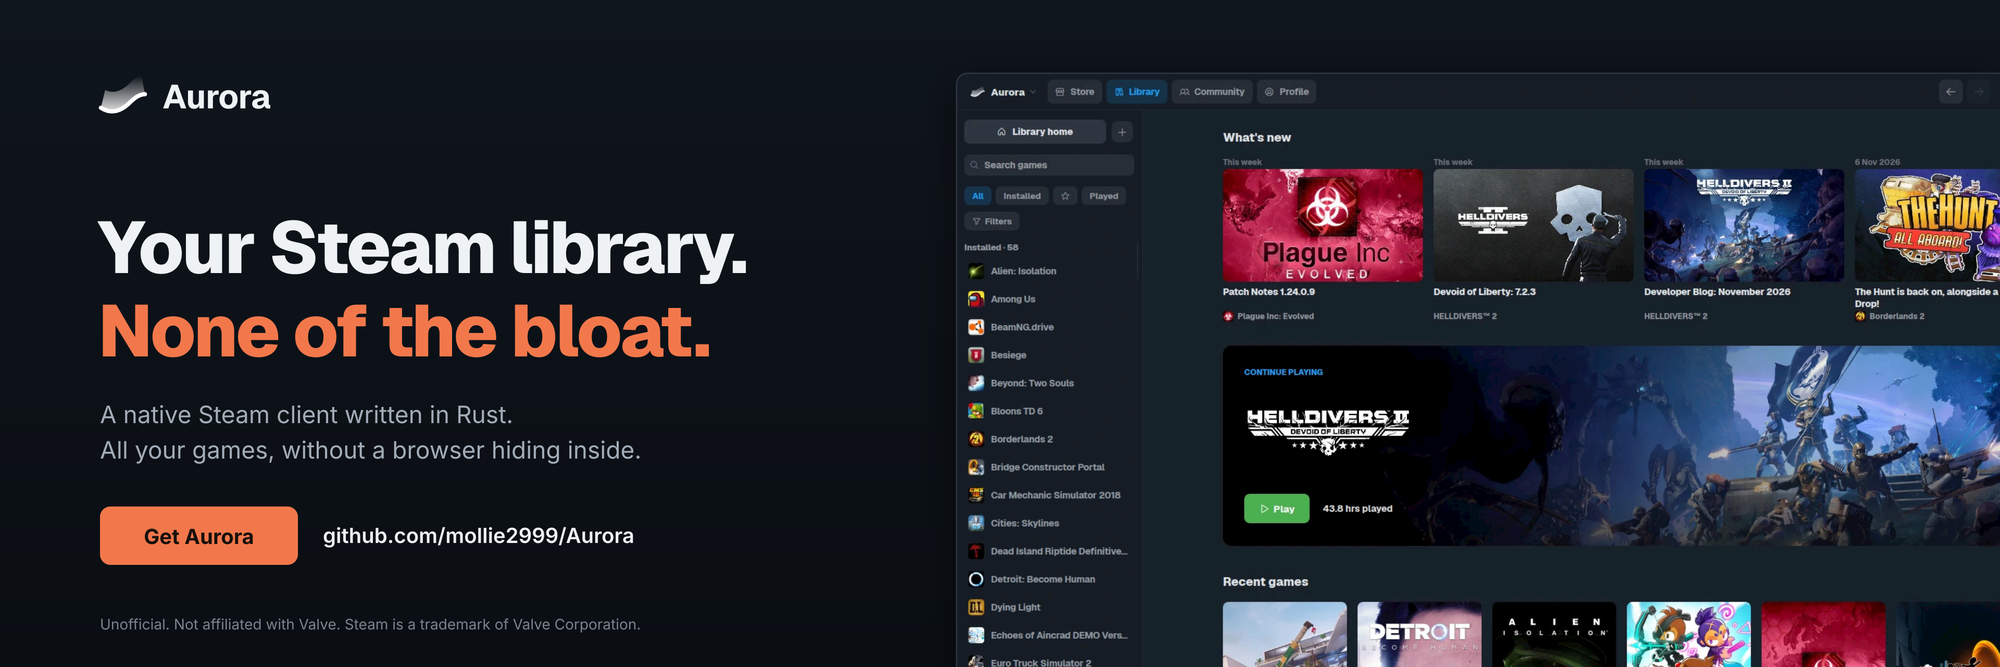 Aurora
Your Steam library.
None of the bloat.
A native Steam client written in Rust.
All your games, without a browser hiding inside.
Get Aurora
github.com/mollie2999/Aurora
Unofficial. Not affiliated with Valve. Steam is a trademark of Valve Corporation.
Aurora
Store
Library
Community
Profile
Library home
Search games
All
Installed
Played
Filters
Installed · 58
Alien: Isolation
Among Us
BeamNG.drive
Besiege
Beyond: Two Souls
Bloons TD 6
Borderlands 2
Bridge Constructor Portal
Car Mechanic Simulator 2018
Cities: Skylines
Dead Island Riptide Definitive...
Detroit: Become Human
Dying Light
Echoes of Aincrad DEMO Vers...
Euro Truck Simulator 2
What's new
This week
Plague Inc
EVOLVED
Patch Notes 1.24.0.9
Plague Inc: Evolved
This week
HELLDIVERS
II
Devoid of Liberty: 7.2.3
HELLDIVERS™ 2
This week
HELLDIVERS II
DEVOID OF LIBERTY
Developer Blog: November 2026
HELLDIVERS™ 2
6 Nov 2026
THE HUNT
ALL ABOARD!
The Hunt is back on, alongside a
Drop!
Borderlands 2
CONTINUE PLAYING
HELLDIVERS II
DEVOID OF LIBERTY
Play
43.8 hrs played
Recent games
DETROIT
BECOME HUMAN
ALIEN
ISOLATION